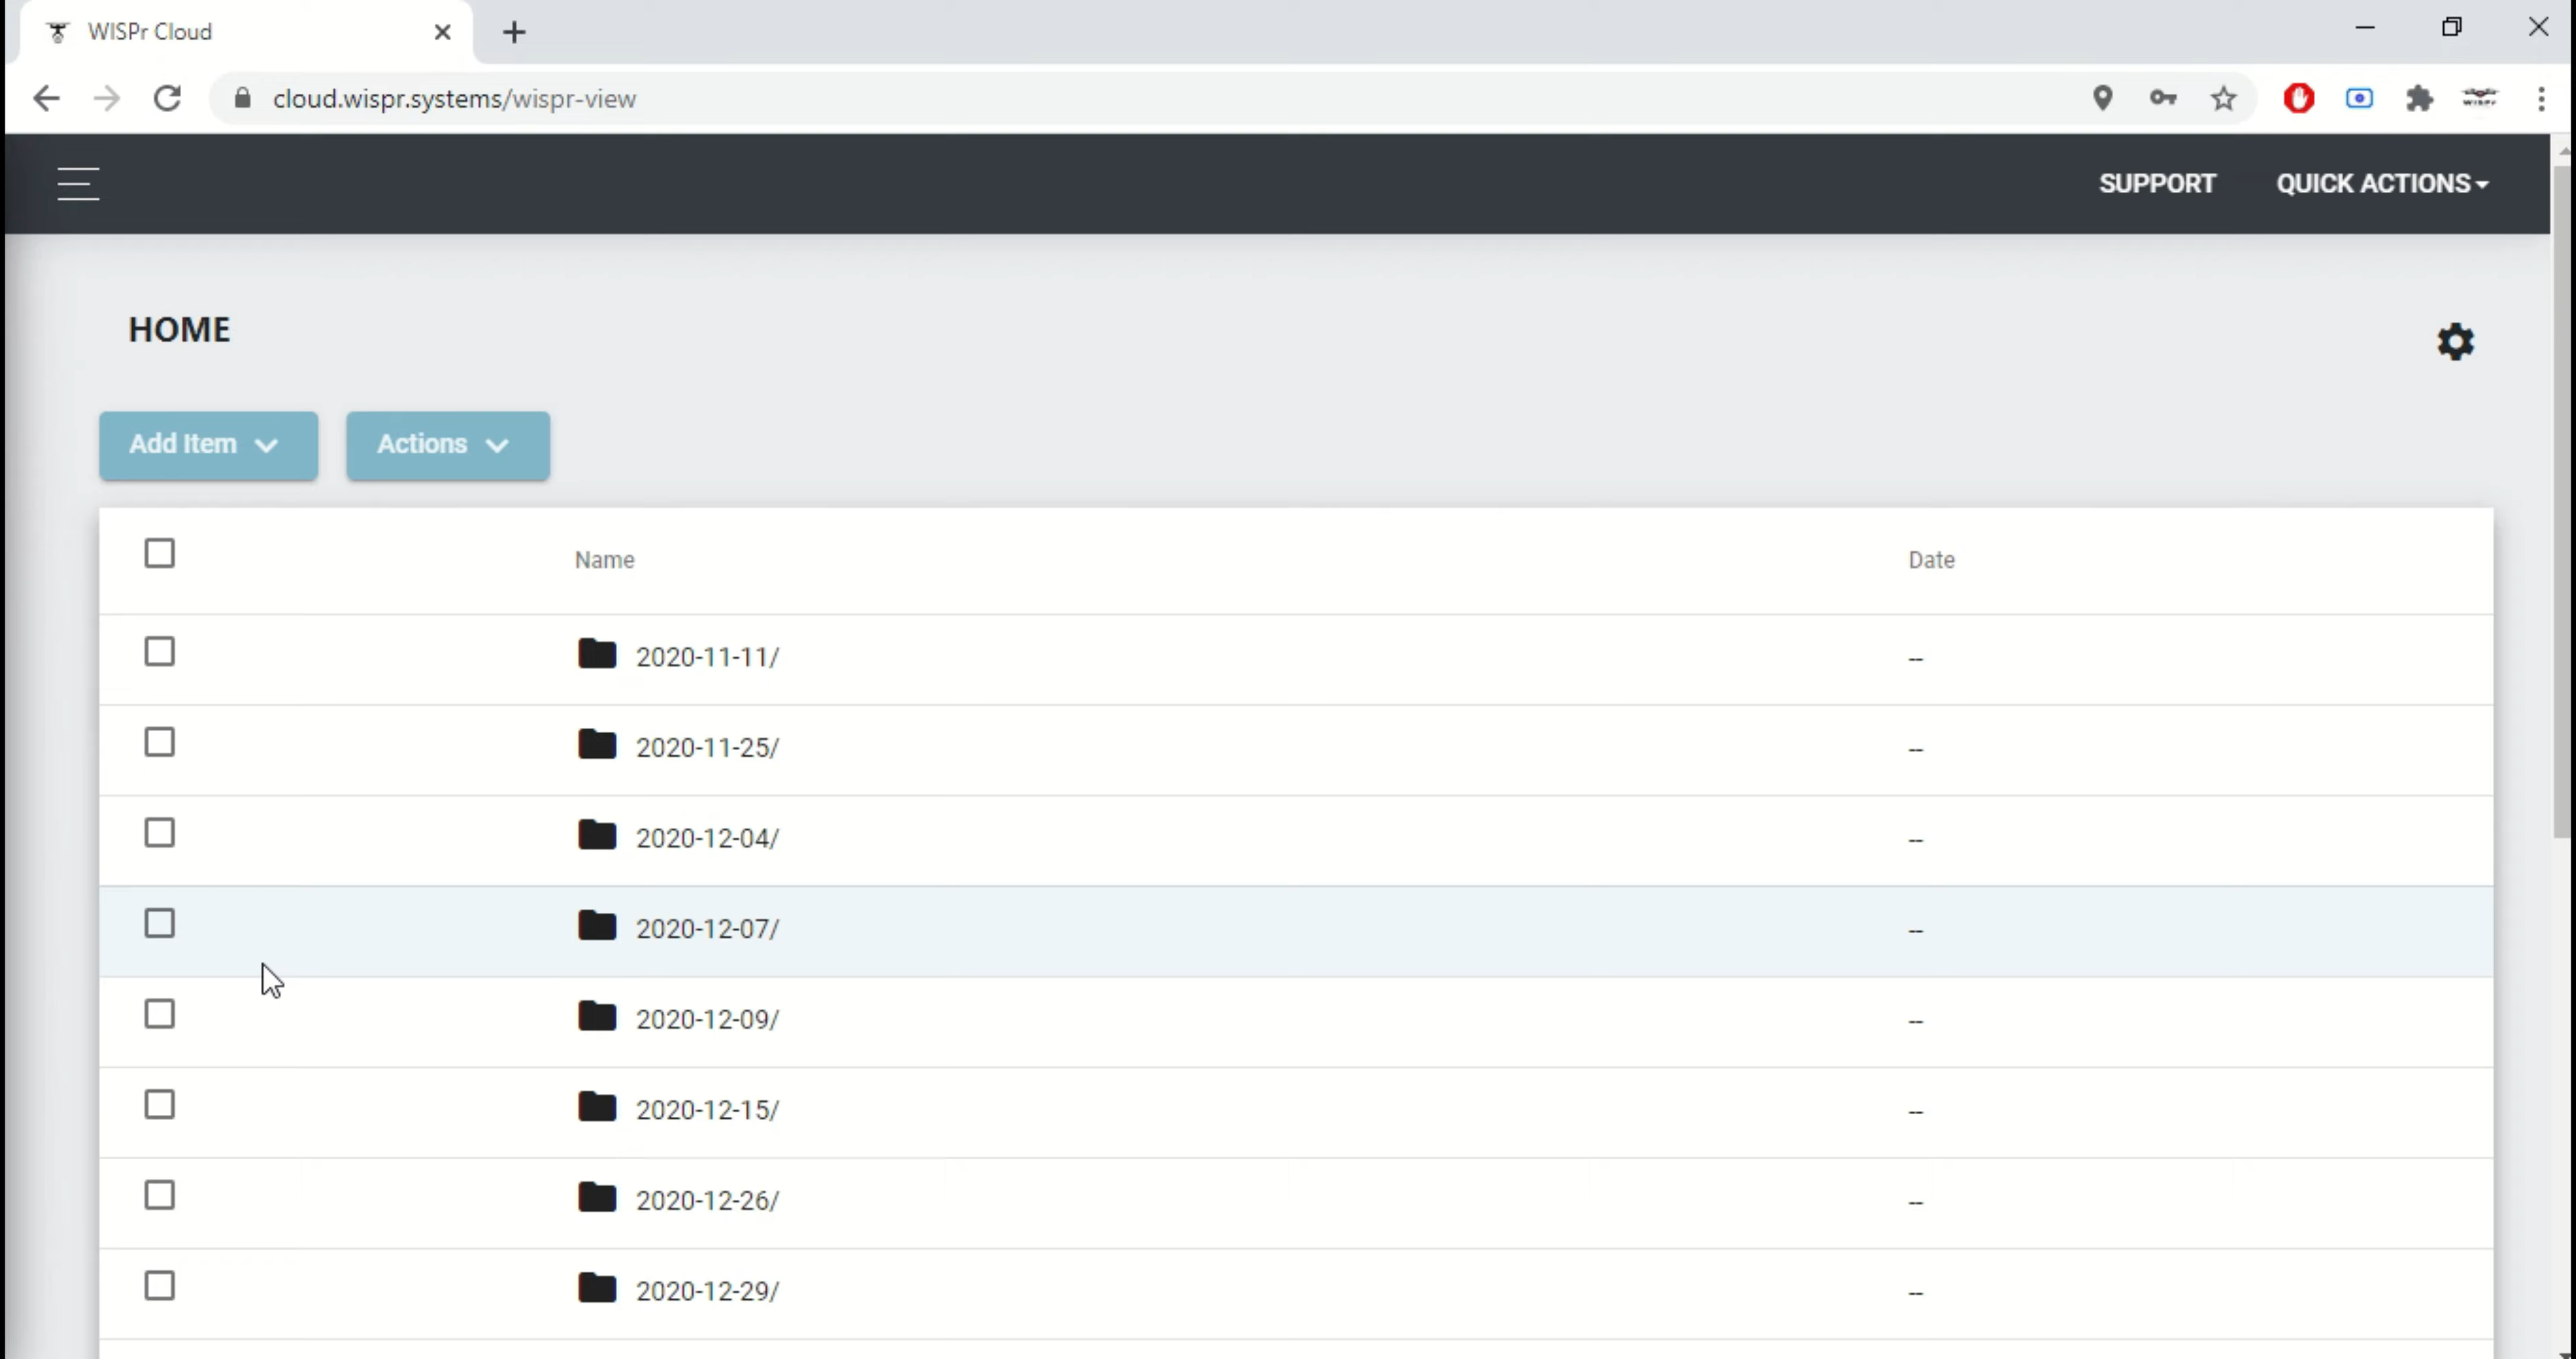 WISPr Cloud
cloud.wispr.systems/wispr-view
SUPPORT
QUICK ACTIONS
HOME
Add Item
Actions
Name
Date
2020-11-11/
--
2020-11-25/
--
2020-12-04/
--
2020-12-07/
--
2020-12-09/
--
2020-12-15/
--
2020-12-26/
--
2020-12-29/
--